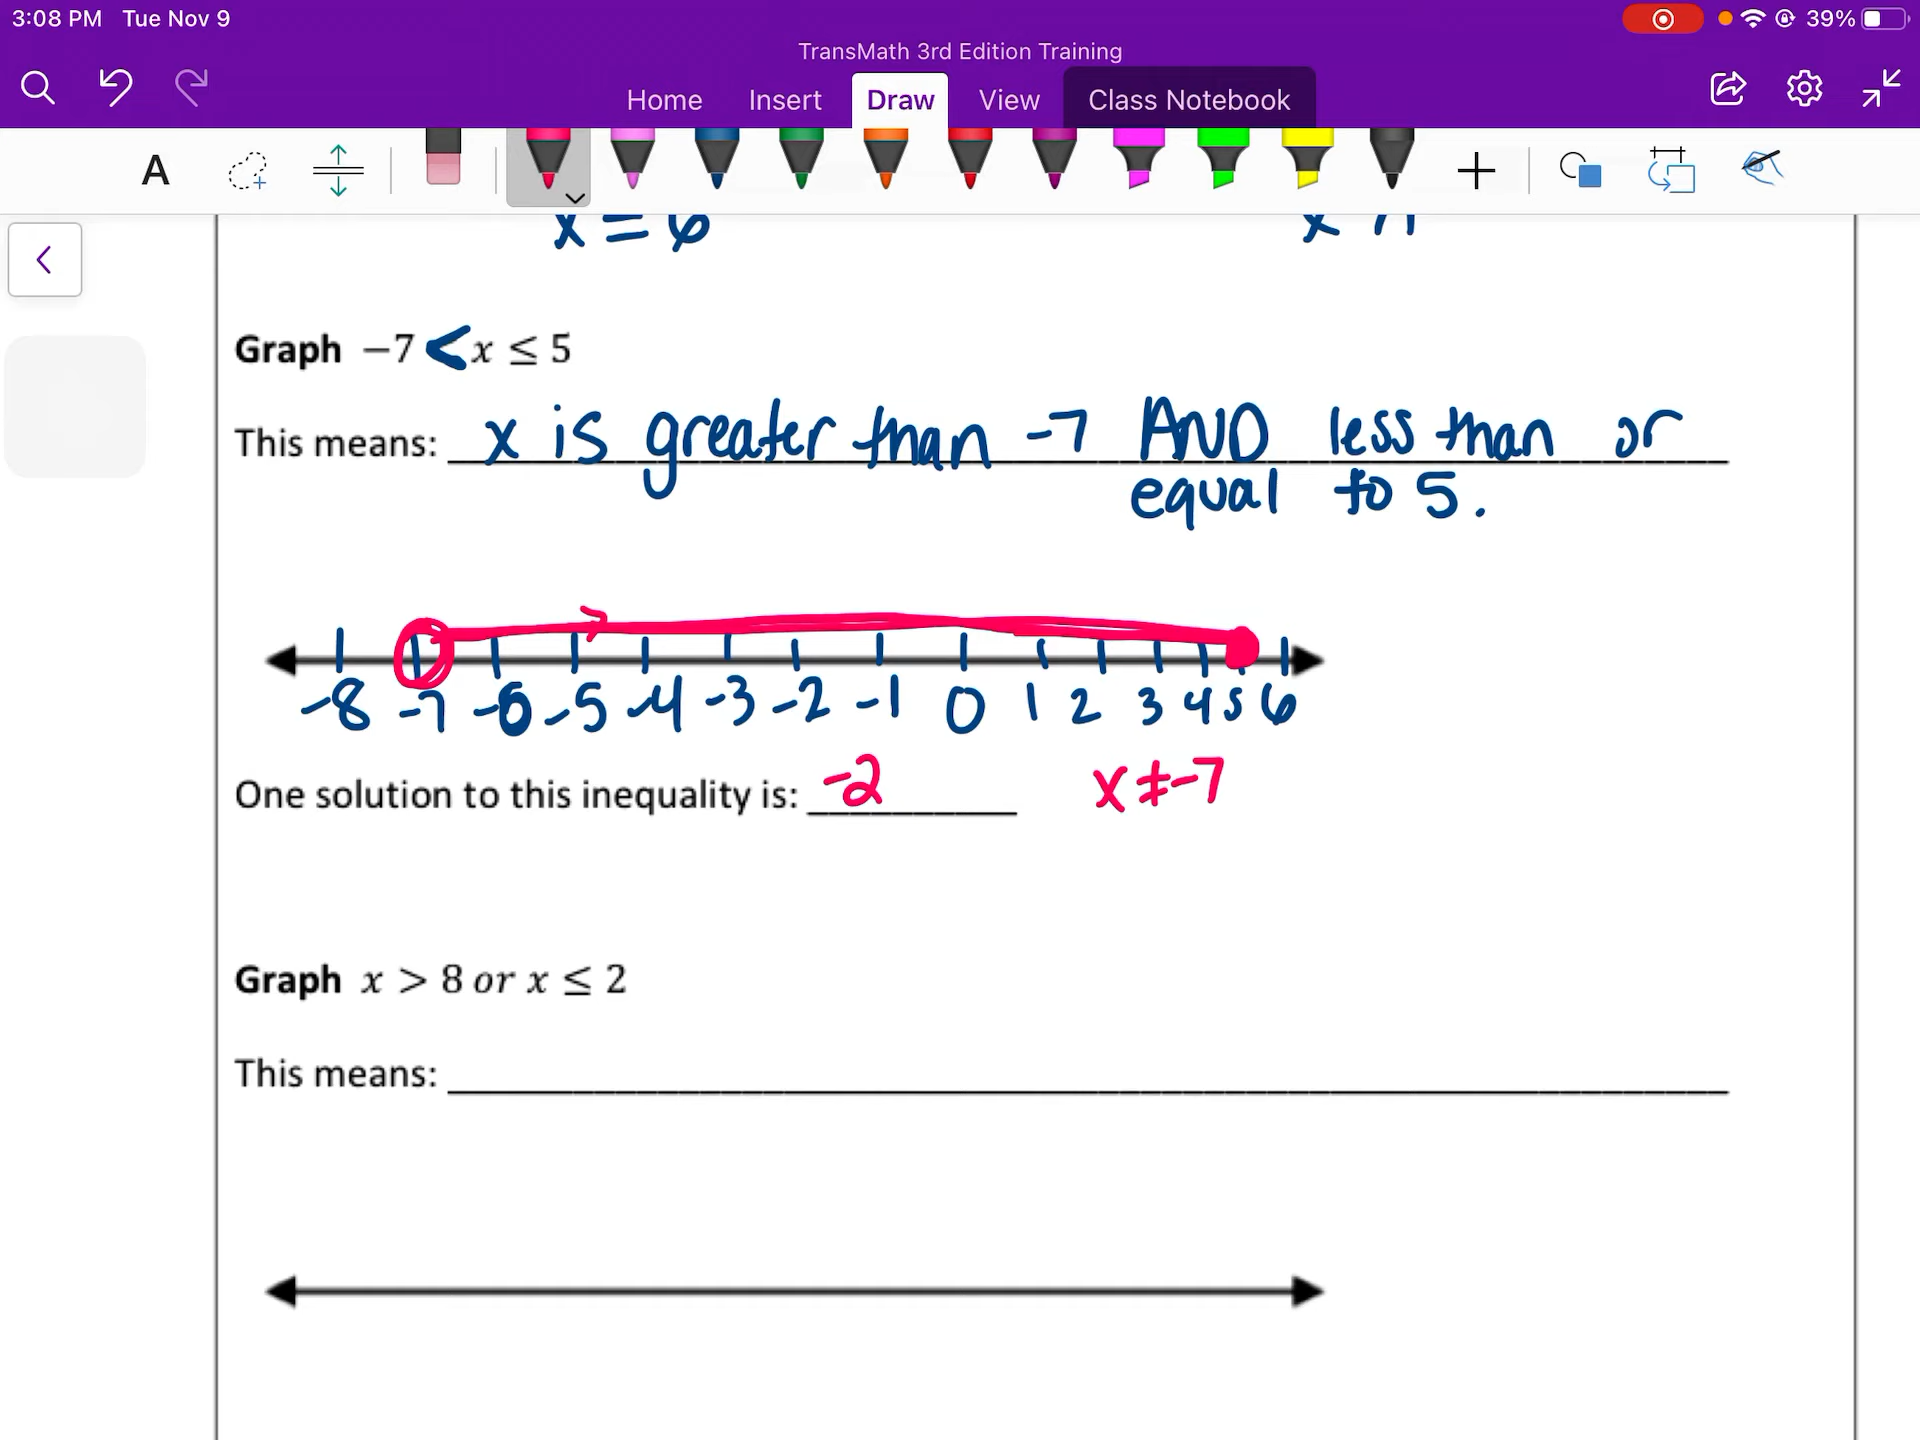 3:08 PM Tue Nov 9 39%
TransMath 3rd Edition Training
Home Insert Draw View Class Notebook
A
x = 6
Graph −7 < x ≤ 5
This means: x is greater than -7 AND less than or
equal to 5.
-8 -7 -6 -5 -4 -3 -2 -1 0 1 2 3 4 5 6
One solution to this inequality is: -2 x ≠ -7
Graph x > 8 or x ≤ 2
This means: